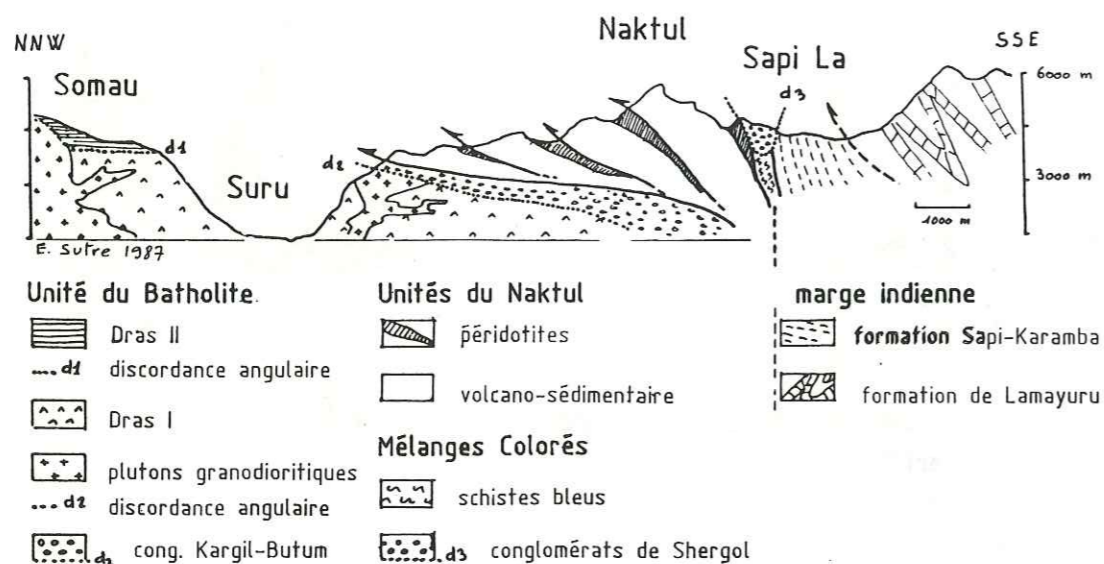 NNW
Somau
d1
Suru
d2
Naktul
Sapi La
d3
SSE
6000 m
3000 m
1000 m
E. Sutre 1987
Unité du Batholite
Dras II
d1 discordance angulaire
Dras I
plutons granodioritiques
d2 discordance angulaire
d2 cong. Kargil-Butum
Unités du Naktul
péridotites
volcano-sédimentaire
Mélanges Colorés
schistes bleus
d3 conglomérats de Shergol
marge indienne
formation Sapi-Karamba
formation de Lamayuru